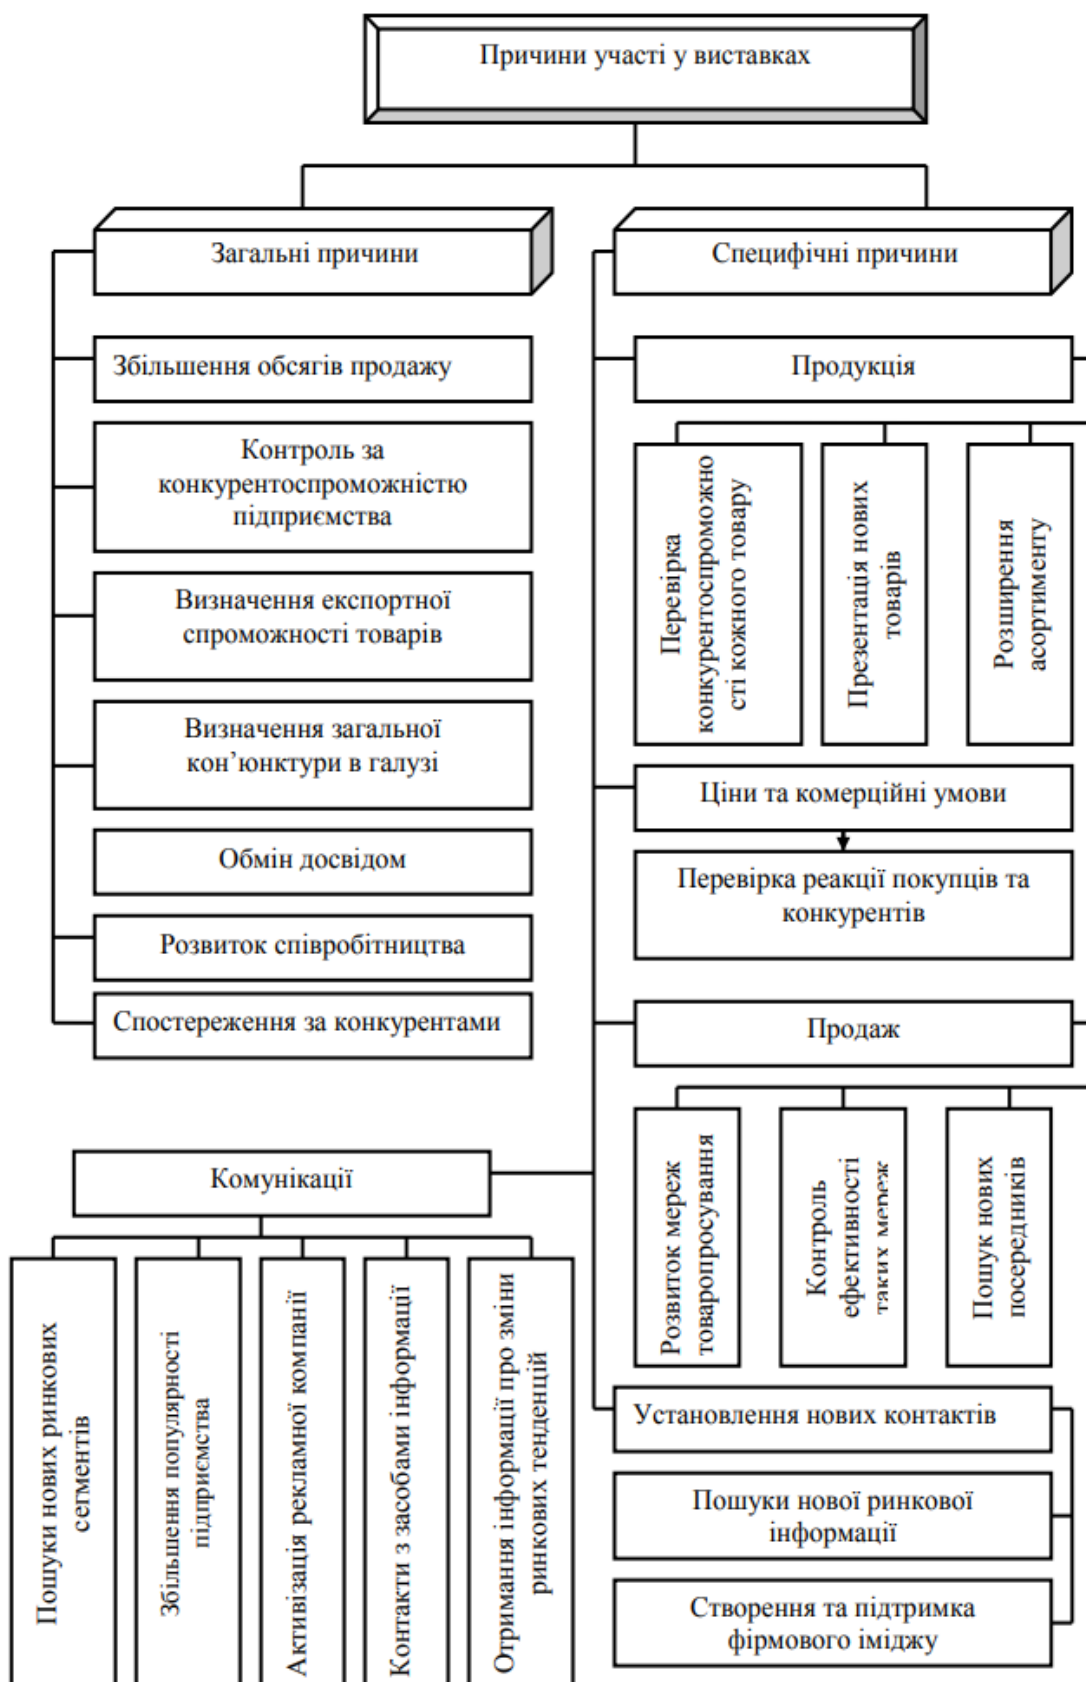 Причини участі у виставках
Загальні причини
Збільшення обсягів продажу
Контроль за
конкурентоспроможністю
підприємства
Визначення експортної
спроможності товарів
Визначення загальної
кон’юнктури в галузі
Обмін досвідом
Розвиток співробітництва
Спостереження за конкурентами
Специфічні причини
Продукція
Перевірка
конкурентоспроможно
сті кожного товару
Презентація нових
товарів
Розширення
асортименту
Ціни та комерційні умови
Перевірка реакції покупців та
конкурентів
Продаж
Розвиток мереж
товаропросування
Контроль
ефективності
таких мереж
Пошук нових
посередників
Комунікації
Пошуки нових ринкових
сегментів
Збільшення популярності
підприємства
Активізація рекламної компанії
Контакти з засобами інформації
Отримання інформації про зміни
ринкових тенденцій
Установлення нових контактів
Пошуки нової ринкової
інформації
Створення та підтримка
фірмового іміджу